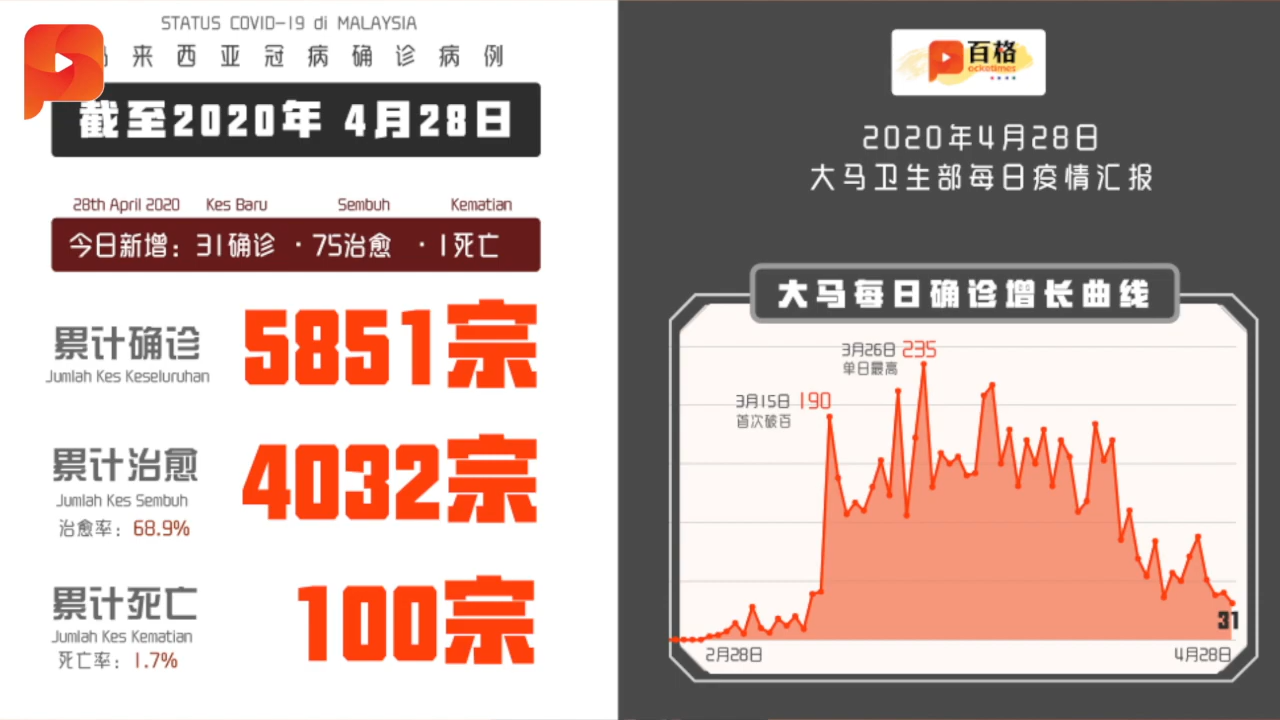 STATUS COVID-19 di MALAYSIA
来西亚冠病确诊病例
截至2020年 4月28日
28th April 2020 Kes Baru Sembuh Kematian
今日新增：31确诊 ·75治愈 ·1死亡
累计确诊 5851宗
Jumlah Kes Keseluruhan
累计治愈 4032宗
Jumlah Kes Sembuh
治愈率：68.9%
累计死亡 100宗
Jumlah Kes Kematian
死亡率：1.7%
百格
ocketimes
2020年4月28日
大马卫生部每日疫情汇报
大马每日确诊增长曲线
3月26日 235
单日最高
3月15日 190
首次破百
31
2月28日 4月28日